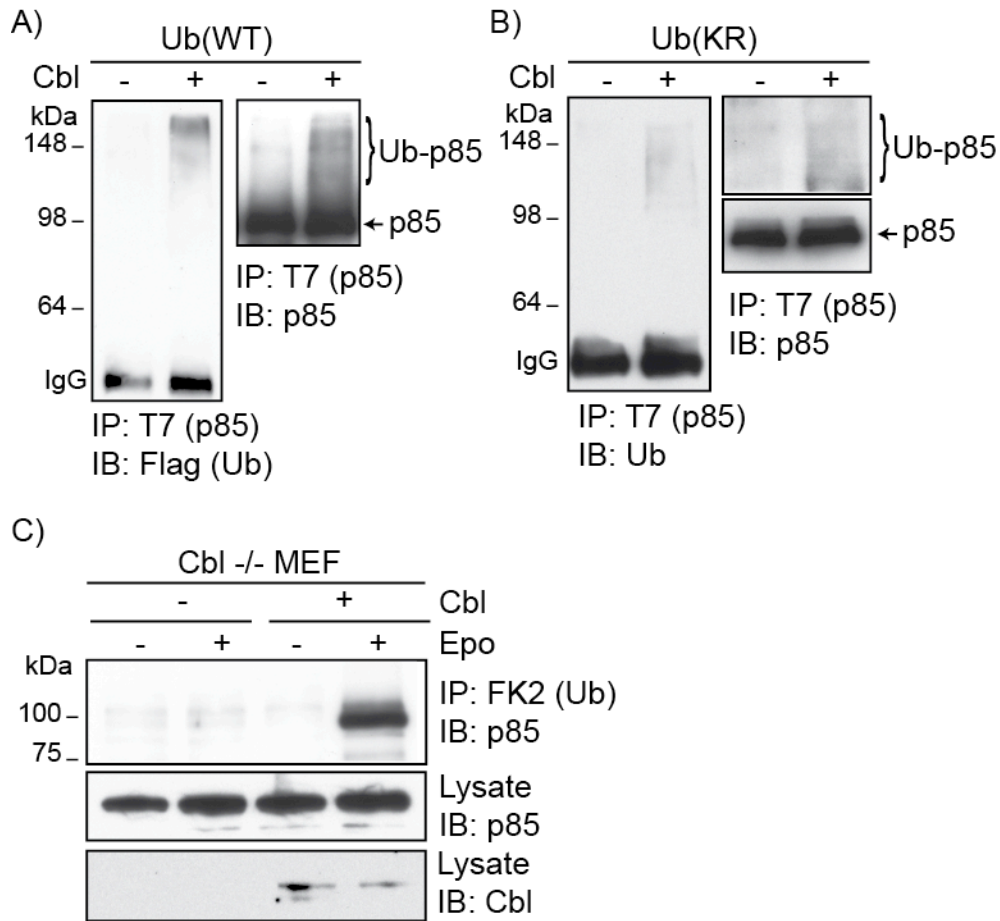 A)
Ub(WT)
Cbl - +
kDa
148
98
64
IgG
Ub-p85
p85
IP: T7 (p85)
IB: p85
IP: T7 (p85)
IB: Flag (Ub)
B)
Ub(KR)
Cbl - +
- +
kDa
148
98
64
IgG
Ub-p85
p85
IP: T7 (p85)
IB: p85
IP: T7 (p85)
IB: Ub
C)
Cbl -/- MEF
- + Cbl
- + - + Epo
kDa
100
75
IP: FK2 (Ub)
IB: p85
Lysate
IB: p85
Lysate
IB: Cbl